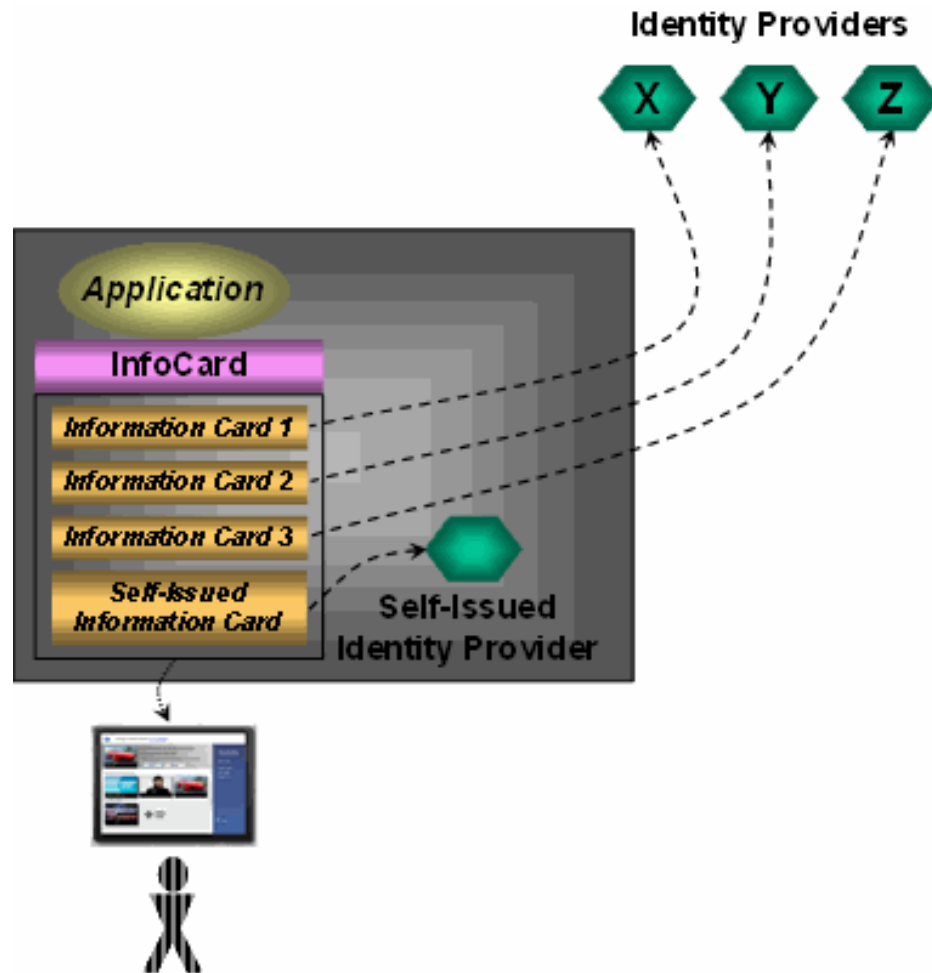 Identity Providers
X Y Z
Application
InfoCard
Information Card 1
Information Card 2
Information Card 3
Self-Issued
Information Card
Self-Issued
Identity Provider